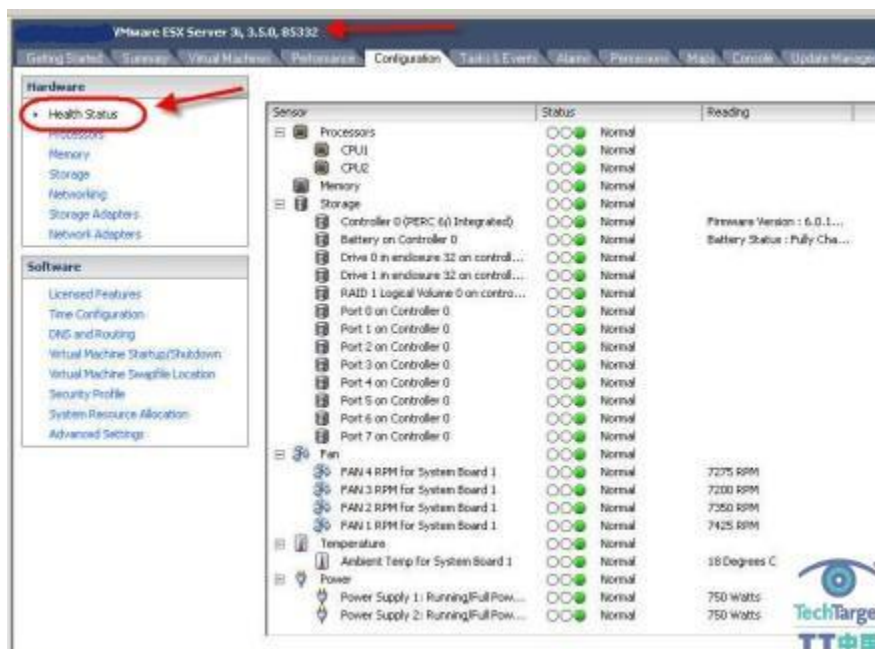 VMware ESX Server 3i, 3.5.0, 85332
Getting Started Summary Virtual Machines Performance Configuration Tasks & Events Alarms Permissions Maps Console Update Manager
Hardware
Health Status
Processors
Memory
Storage
Networking
Storage Adapters
Network Adapters
Software
Licensed Features
Time Configuration
DNS and Routing
Virtual Machine Startup/Shutdown
Virtual Machine Swapfile Location
Security Profile
System Resource Allocation
Advanced Settings
Sensor Status Reading
Processors Normal
CPU1 Normal
CPU2 Normal
Memory Normal
Storage Normal
Controller 0 (PERC 6/i Integrated) Normal Firmware Version : 6.0.1...
Battery on Controller 0 Normal Battery Status : Fully Cha...
Drive 0 in enclosure 32 on controll... Normal
Drive 1 in enclosure 32 on controll... Normal
RAID 1 Logical Volume 0 on contro... Normal
Port 0 on Controller 0 Normal
Port 1 on Controller 0 Normal
Port 2 on Controller 0 Normal
Port 3 on Controller 0 Normal
Port 4 on Controller 0 Normal
Port 5 on Controller 0 Normal
Port 6 on Controller 0 Normal
Port 7 on Controller 0 Normal
Fan Normal
FAN 4 RPM for System Board 1 Normal 7275 RPM
FAN 3 RPM for System Board 1 Normal 7200 RPM
FAN 2 RPM for System Board 1 Normal 7350 RPM
FAN 1 RPM for System Board 1 Normal 7425 RPM
Temperature Normal
Ambient Temp for System Board 1 Normal 18 Degrees C
Power Normal
Power Supply 1: Running/Full Pow... Normal 750 Watts
Power Supply 2: Running/Full Pow... Normal 750 Watts
TechTarge
TT中国